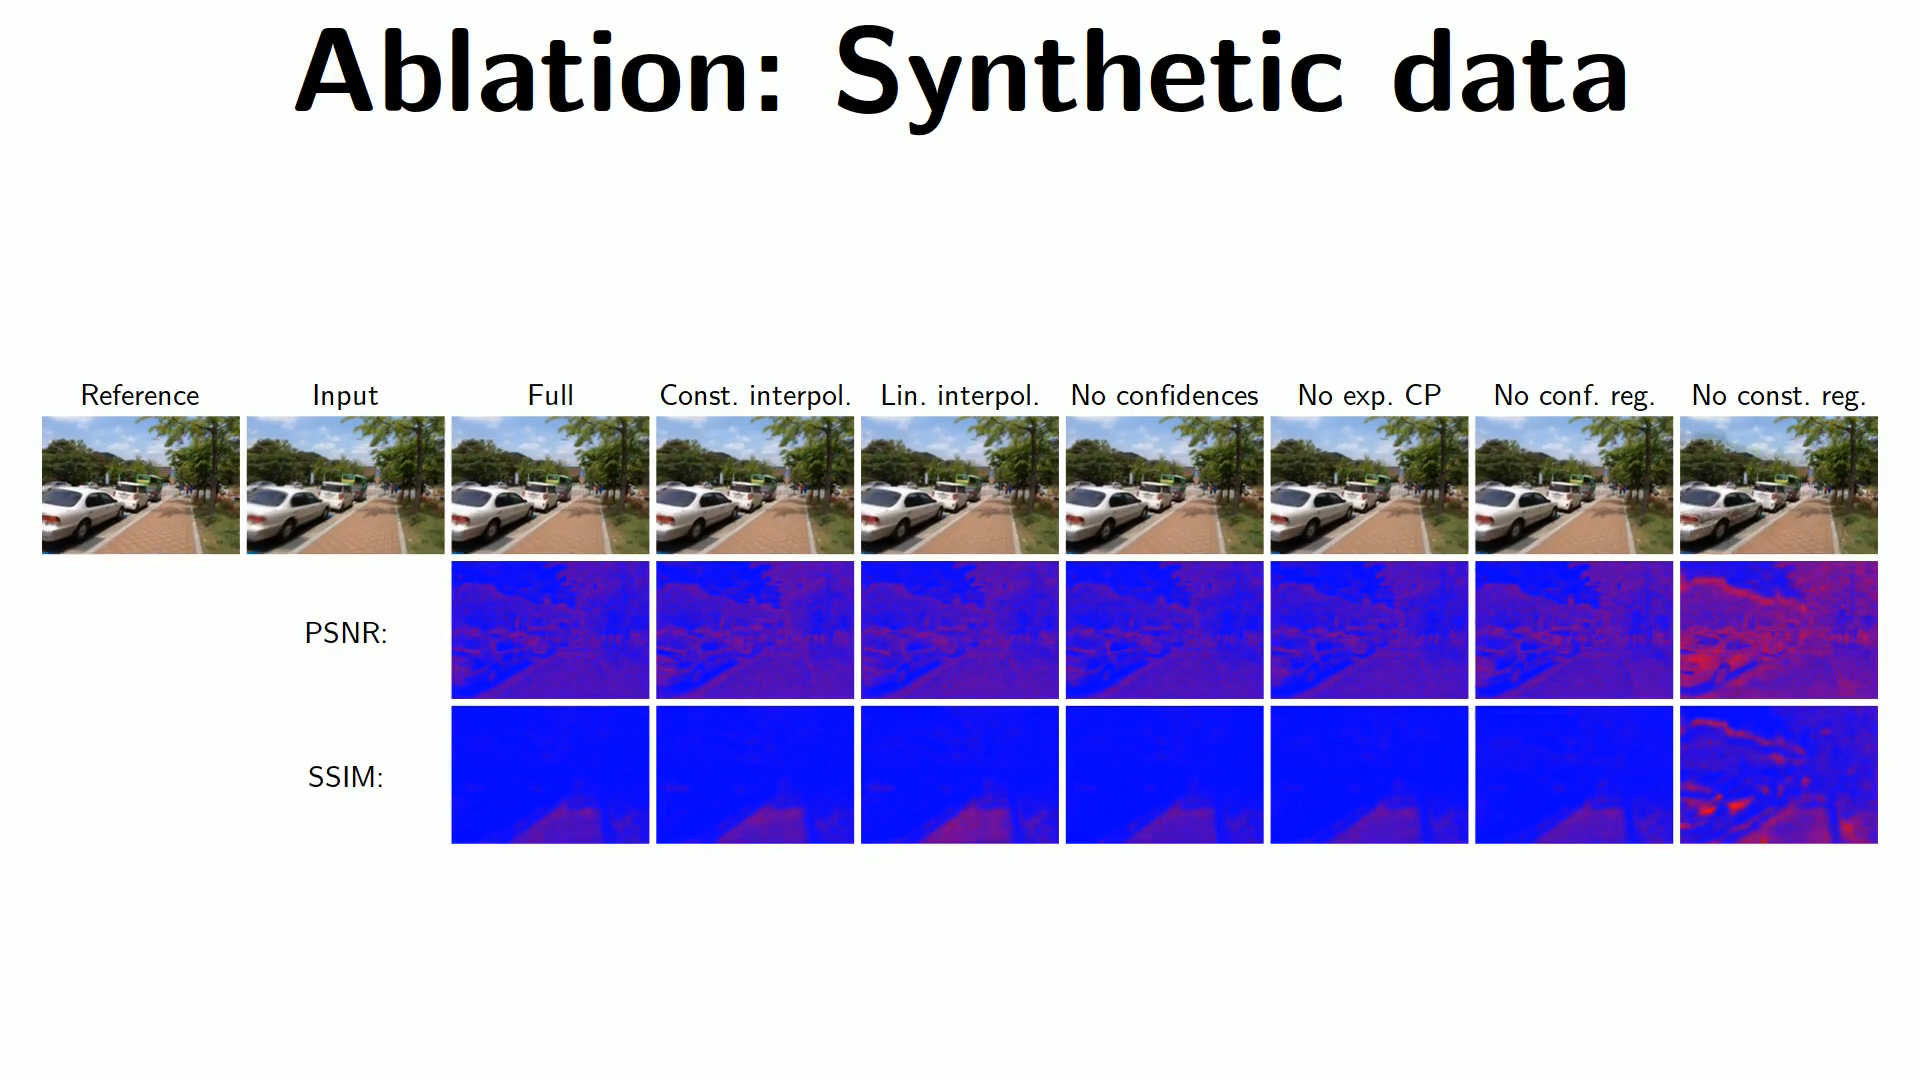 Ablation: Synthetic data
Reference Input Full Const. interpol. Lin. interpol. No confidences No exp. CP No conf. reg. No const. reg.
PSNR:
SSIM: